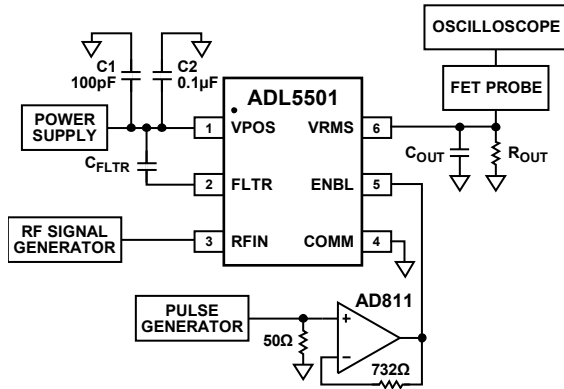 OSCILLOSCOPE
C1
100pF
C2
0.1µF
FET PROBE
ADL5501
POWER
SUPPLY
1
VPOS
VRMS
6
CFLTR
COUT
ROUT
2
FLTR
ENBL
5
RF SIGNAL
GENERATOR
3
RFIN
COMM
4
AD811
PULSE
GENERATOR
50Ω
+
−
732Ω